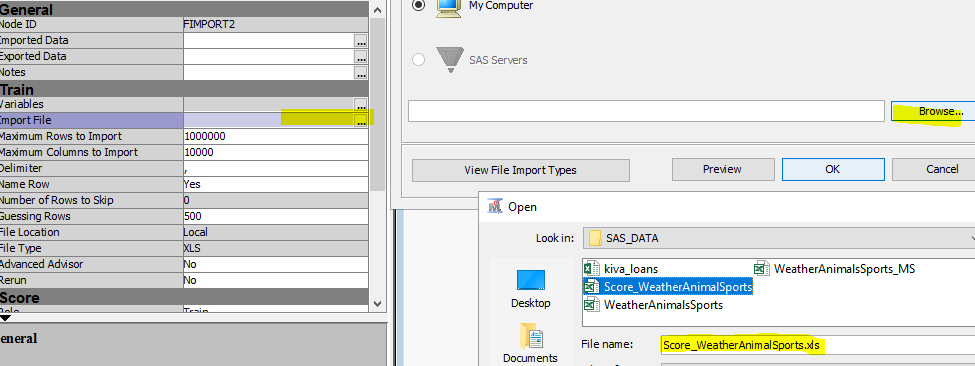 General
Node ID FIMPORT2
Imported Data ...
Exported Data ...
Notes ...
Train
Variables ...
Import File ...
Maximum Rows to Import 1000000
Maximum Columns to Import 10000
Delimiter ,
Name Row Yes
Number of Rows to Skip 0
Guessing Rows 500
File Location Local
File Type XLS
Advanced Advisor No
Rerun No
Score
Role Train
eneral
My Computer
SAS Servers
Browse...
View File Import Types Preview OK Cancel
Open
Look in: SAS_DATA
kiva_loans WeatherAnimalsSports_MS
Score_WeatherAnimalSports
WeatherAnimalsSports
Desktop
Documents
File name: Score_WeatherAnimalSports.xls